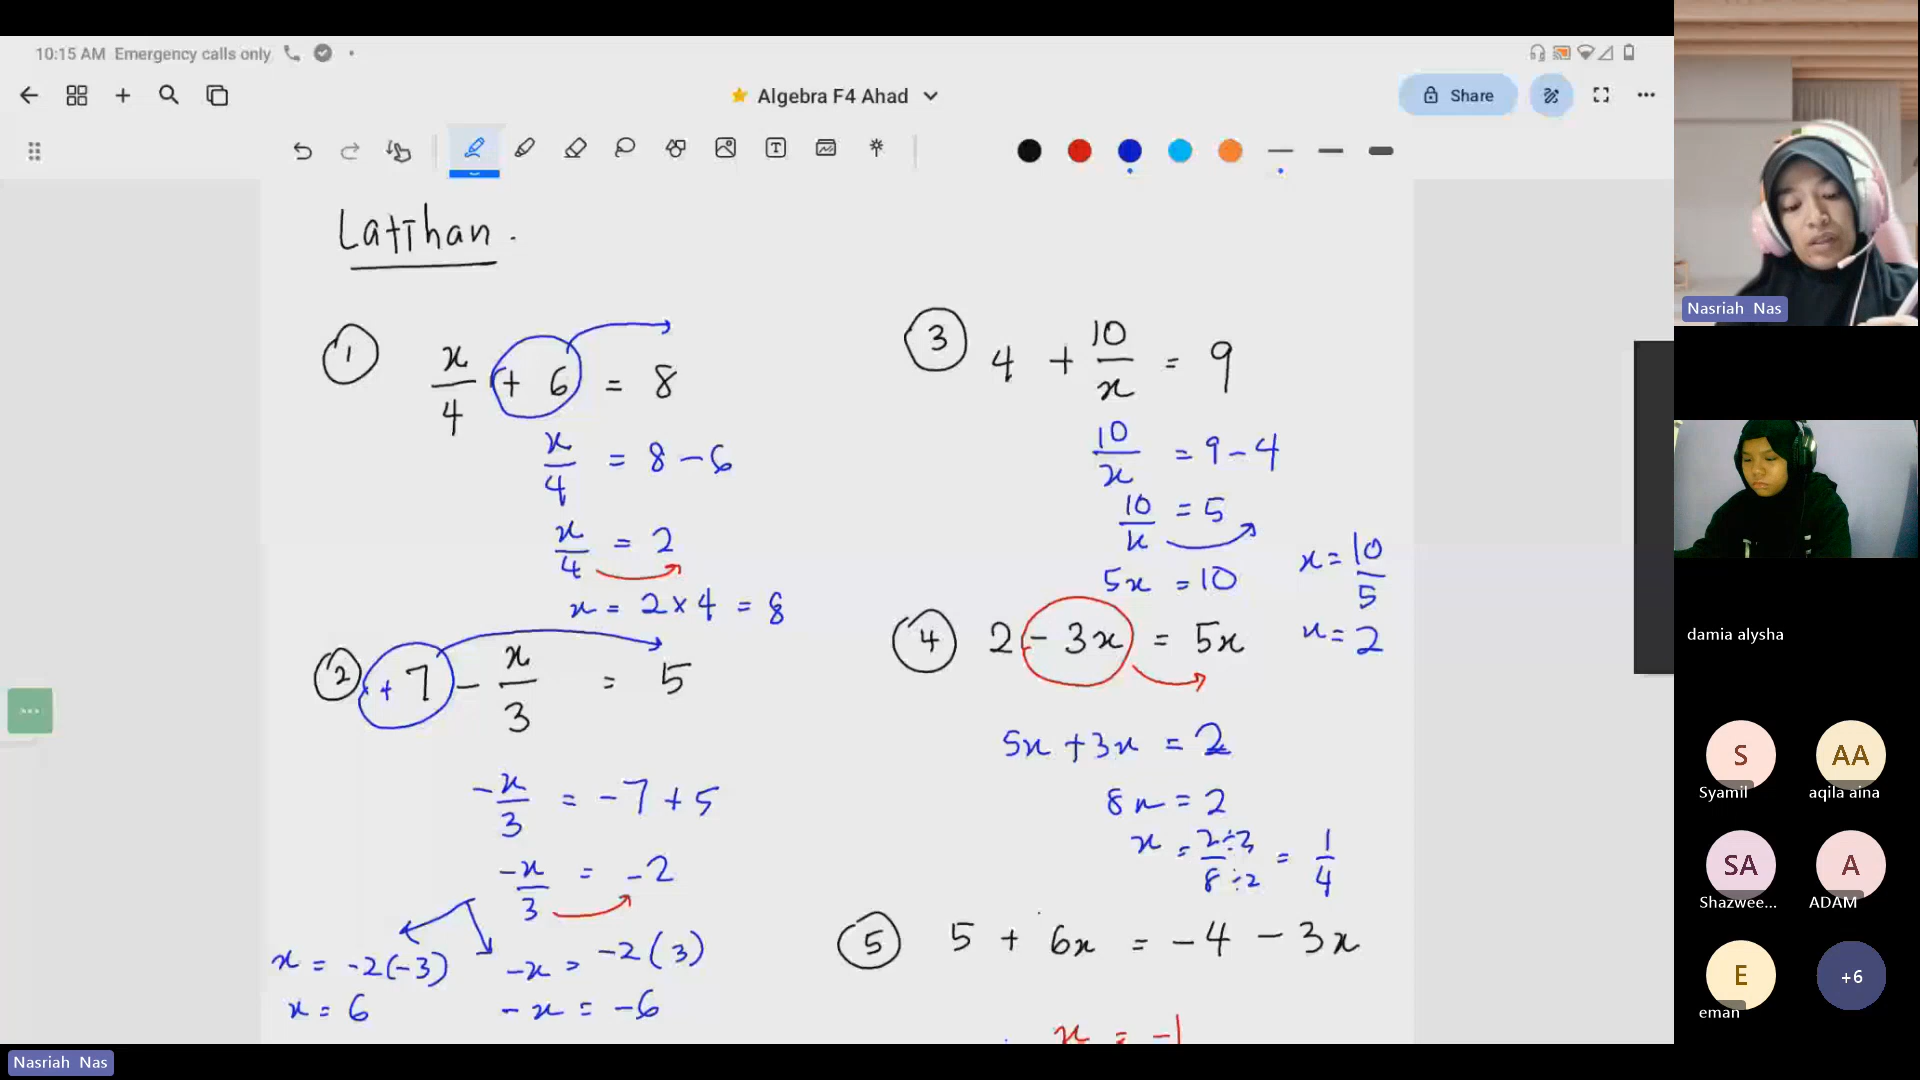 10:15 AM Emergency calls only
Algebra F4 Ahad
Share
Latihan.
1
x/4 + 6 = 8
x/4 = 8 - 6
x/4 = 2
x = 2 × 4 = 8
2
+ 7 - x/3 = 5
-x/3 = -7 + 5
-x/3 = -2
x = -2(-3)
x = 6
-x = -2(3)
-x = -6
3
4 + 10/x = 9
10/x = 9 - 4
10/x = 5
5x = 10
x = 10/5
x = 2
4
2 - 3x = 5x
5x + 3x = 2
8x = 2
x = 2÷2/8÷2 = 1/4
5
5 + 6x = -4 - 3x
x = -1
Nasriah Nas
damia alysha
S
Syamil
AA
aqila aina
SA
Shazwee...
A
ADAM
E
eman
+6
Nasriah Nas